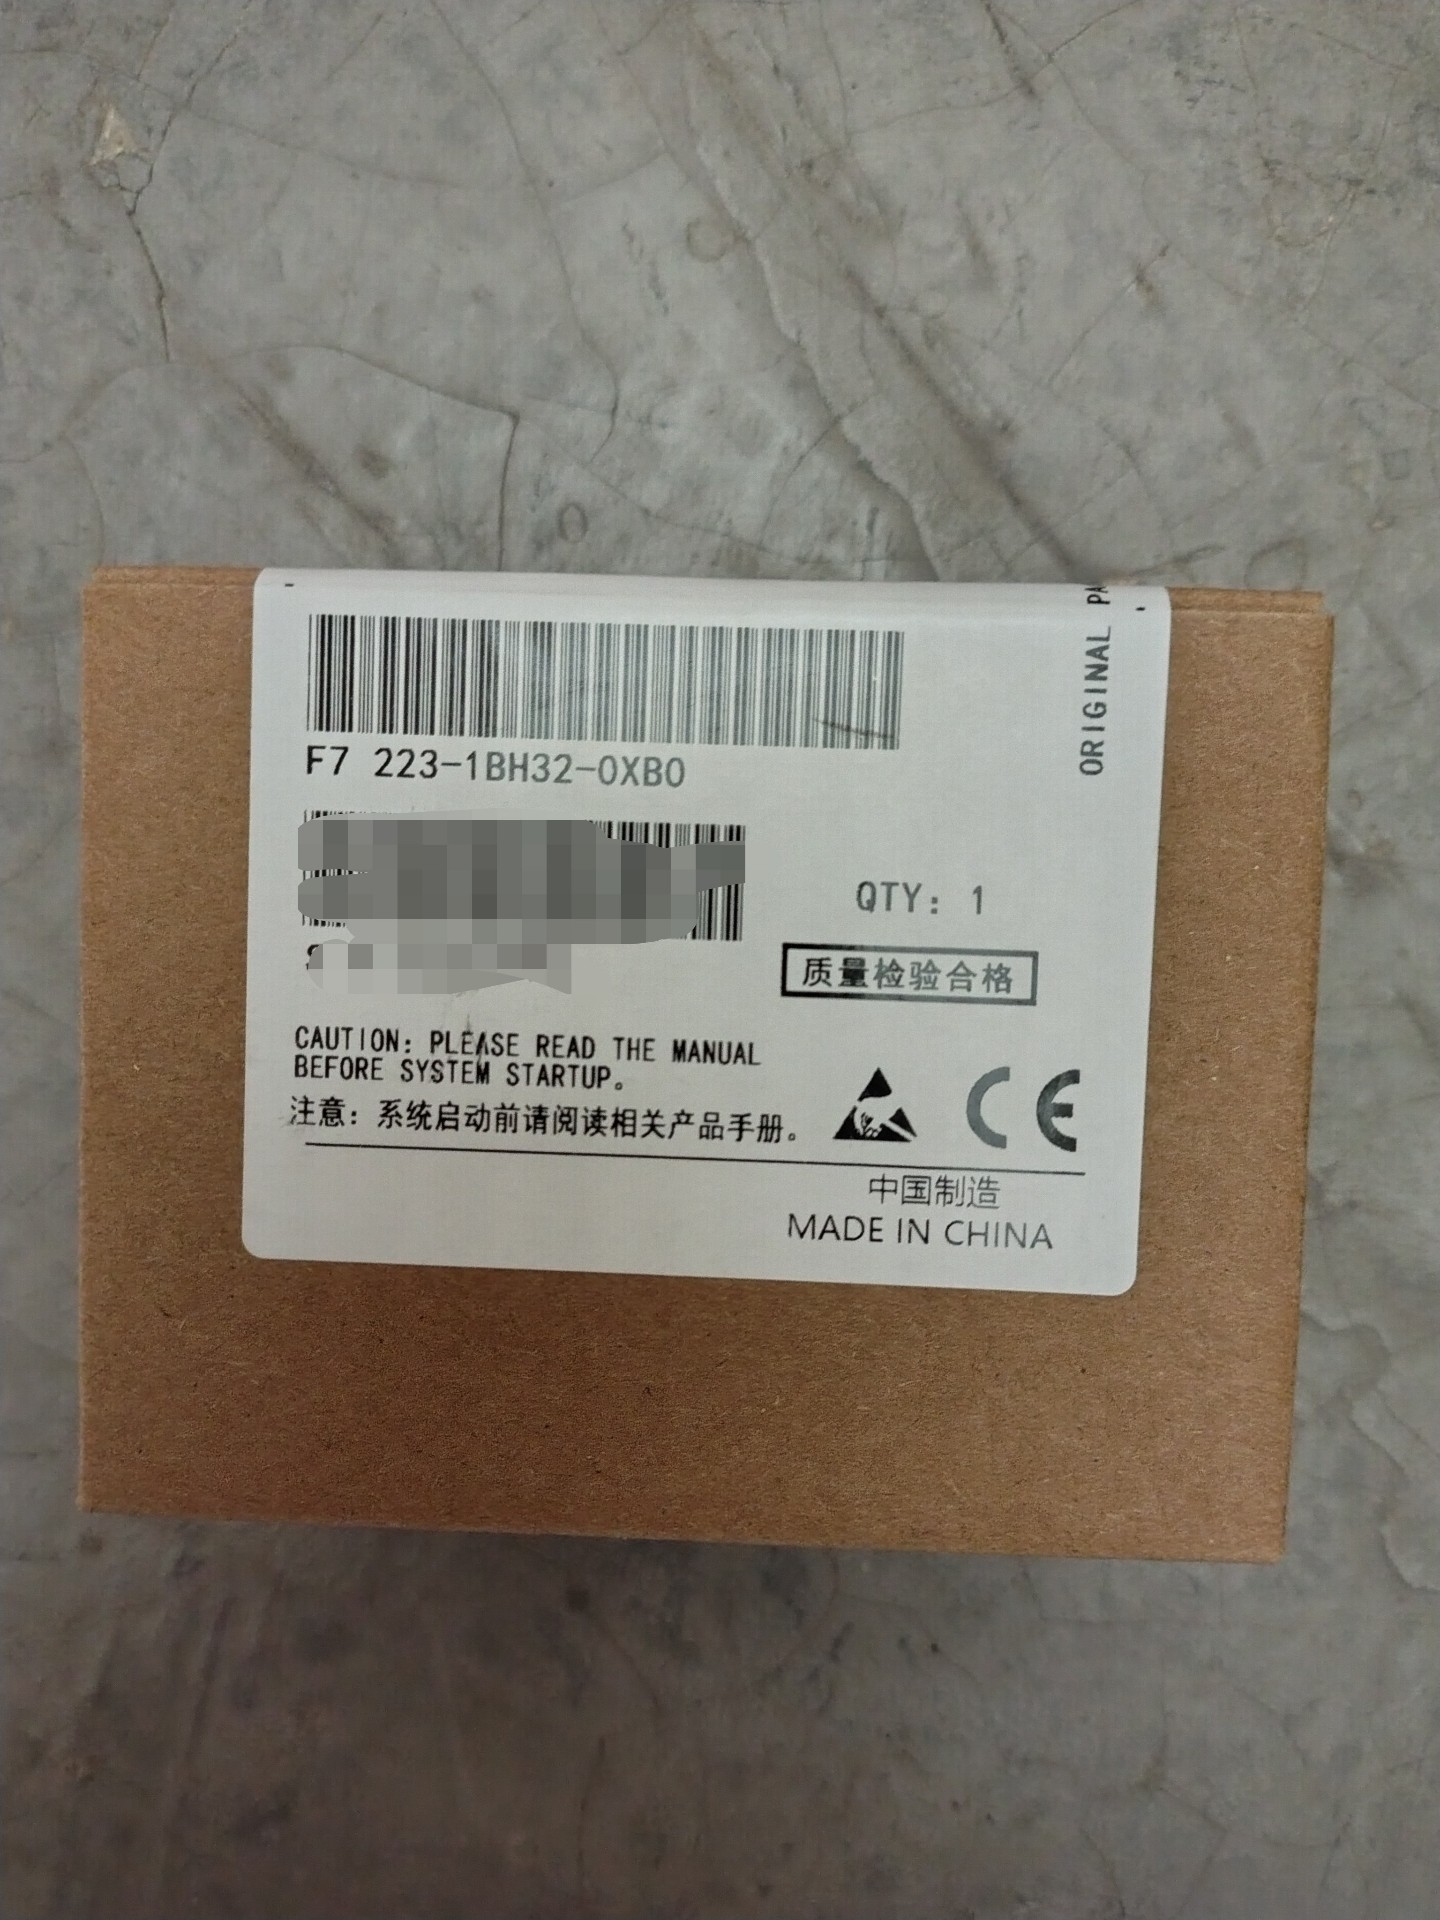 F7 223-1BH32-0XB0
QTY: 1
质量检验合格
CAUTION: PLEASE READ THE MANUAL
BEFORE SYSTEM STARTUP。
注意：系统启动前请阅读相关产品手册。
CE
中国制造
MADE IN CHINA
ORIGINAL